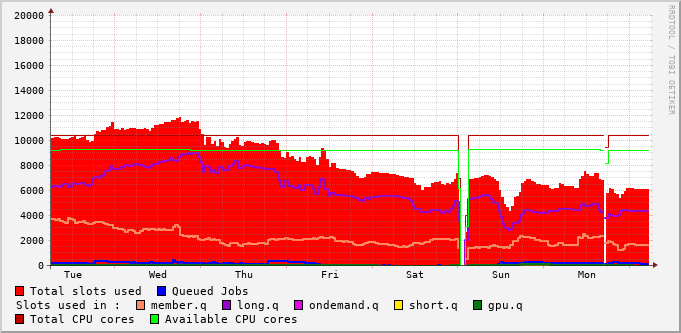 RRDTOOL / TOBI OETIKER
20000
18000
16000
14000
12000
10000
8000
6000
4000
2000
0
Tue Wed Thu Fri Sat Sun Mon
Total slots used Queued Jobs
Slots used in : member.q long.q ondemand.q short.q gpu.q
Total CPU cores
Available CPU cores